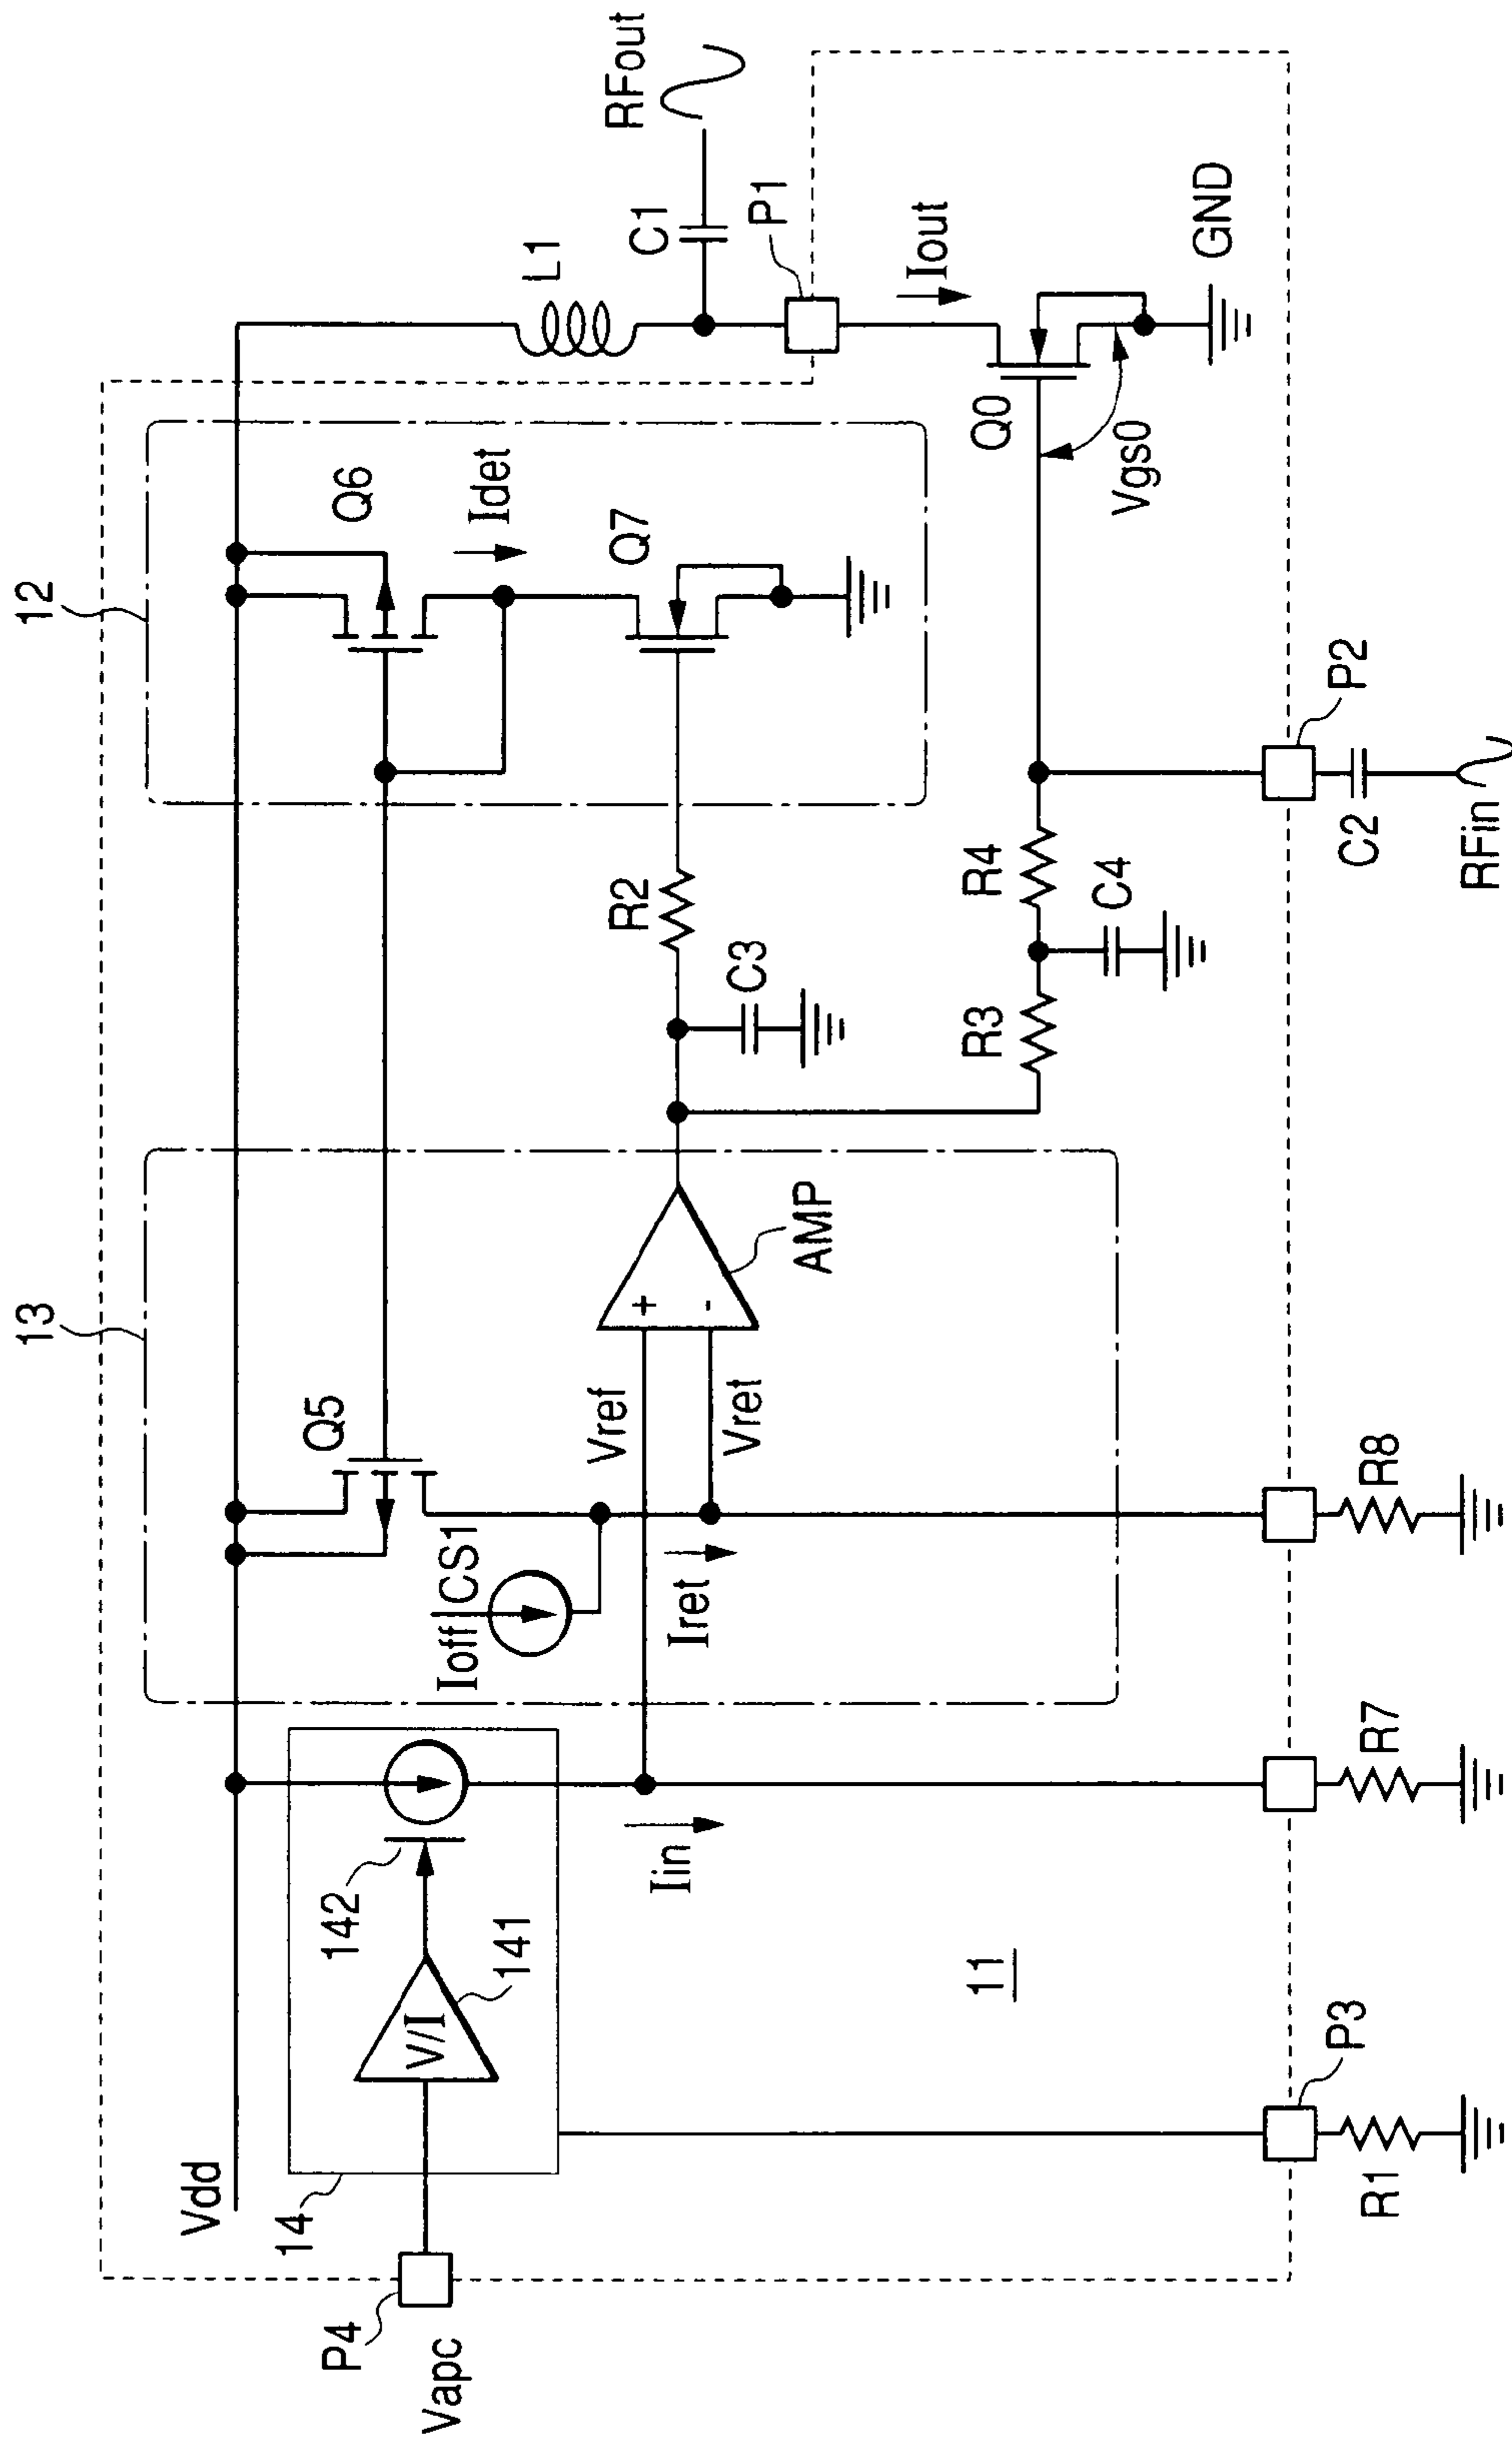 12
13
Vdd
14
P4
Vapc
V/I
141
142
Iin
11
P3
R1
R7
R8
Q5
Ioff
CS1
Iret
Vref
Vret
+
-
AMP
C3
R2
R3
R4
C4
Q6
Idet
Q7
L1
C1
RFout
P1
Iout
Q0
Vgs0
GND
P2
C2
RFin